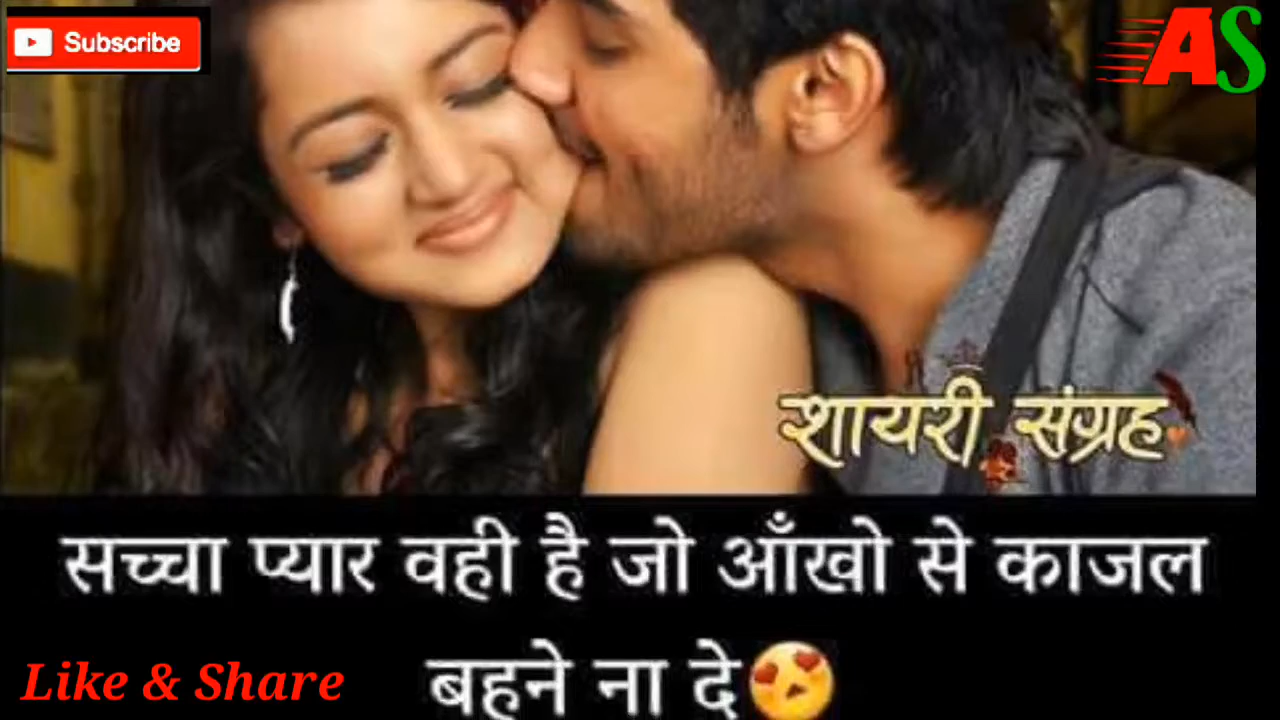 Subscribe
AS
शायरी संग्रह
सच्चा प्यार वही है जो आँखो से काजल
बहने ना दे😍
Like & Share